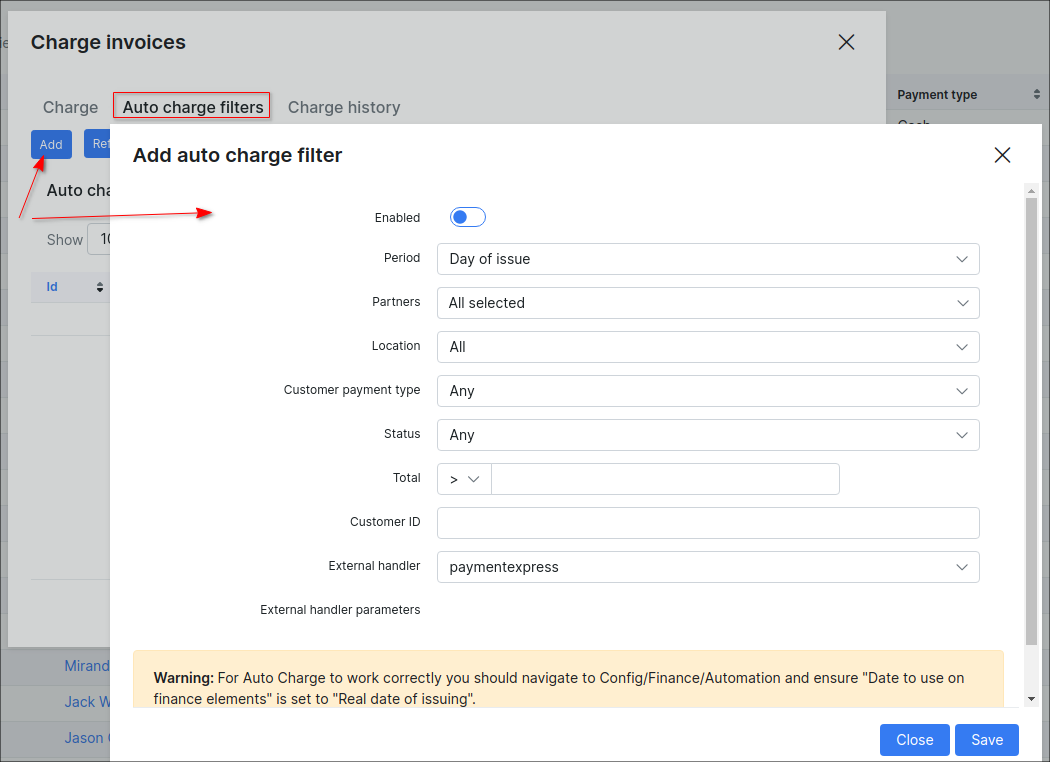 Charge invoices
Payment type
Charge Auto charge filters Charge history
Add
Add auto charge filter
Auto
Enabled
Show 10
Period Day of issue
Id
Partners All selected
Location All
Customer payment type Any
Status Any
Total >
Customer ID
External handler paymentexpress
External handler parameters
Warning: For Auto Charge to work correctly you should navigate to Config/Finance/Automation and ensure "Date to use on
finance elements" is set to "Real date of issuing".
Jack
Jason
Close Save